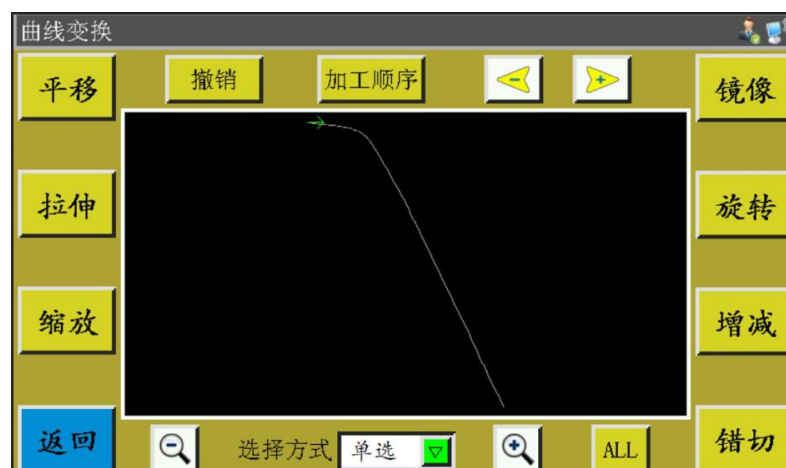 曲线变换
撤销 加工顺序 - +
平移 镜像
拉伸 旋转
缩放 增减
返回 选择方式 单选 ALL 错切